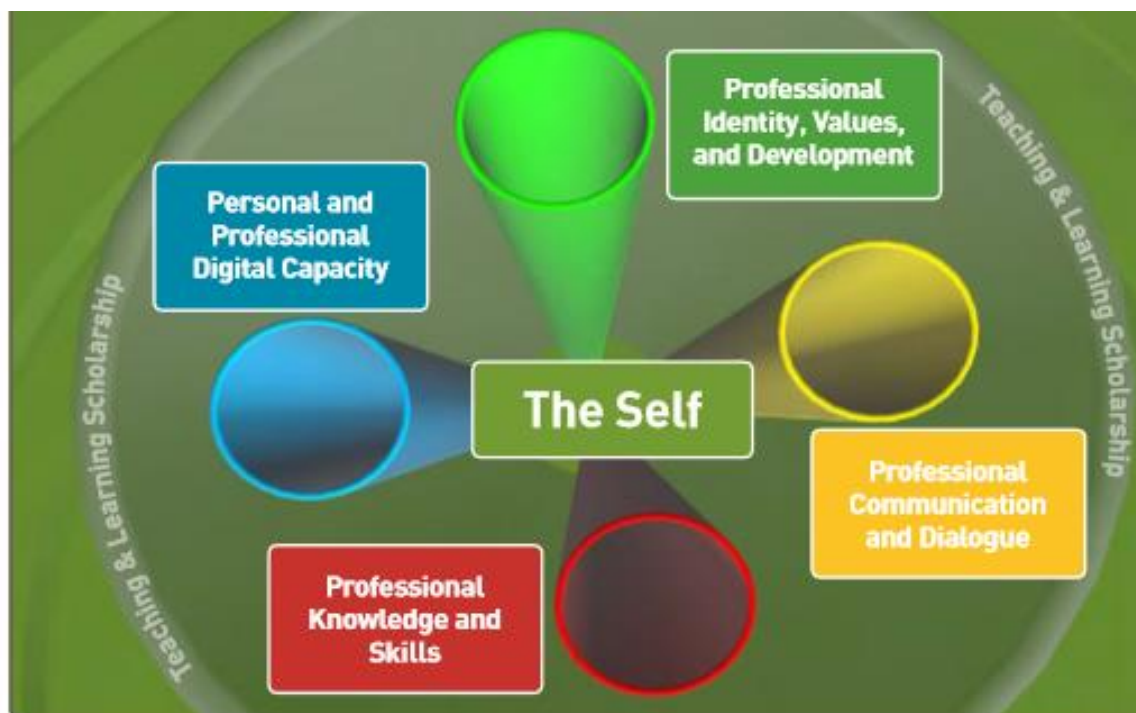 Professional
Identity, Values,
and Development
Teaching & Learning Scholarship
Personal and
Professional
Digital Capacity
The Self
Teaching & Learning Scholarship
Professional
Communication
and Dialogue
Professional
Knowledge and
Skills